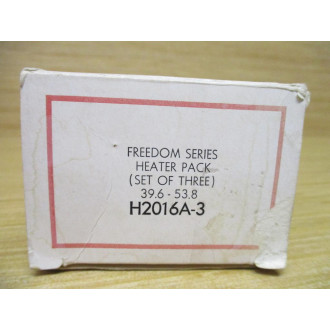 FREEDOM SERIES
HEATER PACK
(SET OF THREE)
39.6 - 53.8
H2016A-3